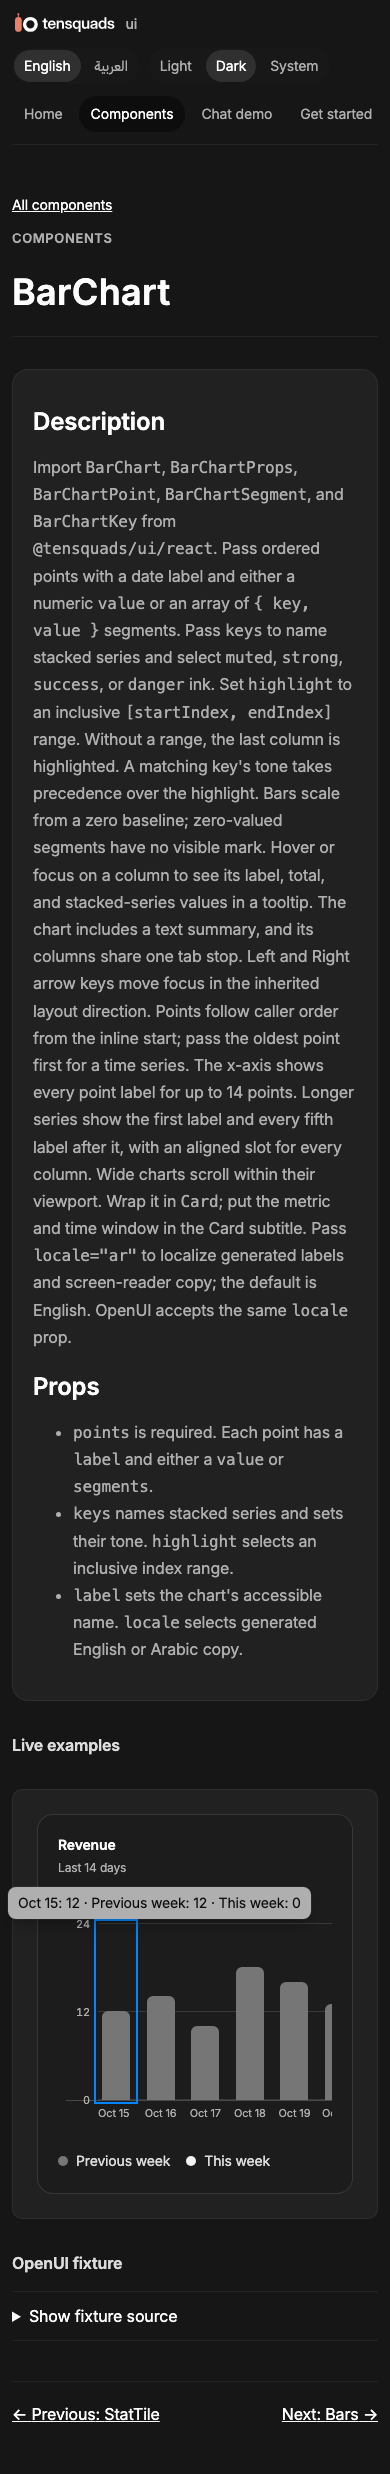 tensquads ui
English العربية Light Dark System
Home Components Chat demo Get started
All components
COMPONENTS
BarChart
Description
Import BarChart, BarChartProps,
BarChartPoint, BarChartSegment, and
BarChartKey from
@tensquads/ui/react. Pass ordered
points with a date label and either a
numeric value or an array of { key,
value } segments. Pass keys to name
stacked series and select muted, strong,
success, or danger ink. Set highlight to
an inclusive [startIndex, endIndex]
range. Without a range, the last column is
highlighted. A matching key's tone takes
precedence over the highlight. Bars scale
from a zero baseline; zero-valued
segments have no visible mark. Hover or
focus on a column to see its label, total,
and stacked-series values in a tooltip. The
chart includes a text summary, and its
columns share one tab stop. Left and Right
arrow keys move focus in the inherited
layout direction. Points follow caller order
from the inline start; pass the oldest point
first for a time series. The x-axis shows
every point label for up to 14 points. Longer
series show the first label and every fifth
label after it, with an aligned slot for every
column. Wide charts scroll within their
viewport. Wrap it in Card; put the metric
and time window in the Card subtitle. Pass
locale="ar" to localize generated labels
and screen-reader copy; the default is
English. OpenUI accepts the same locale
prop.
Props
• points is required. Each point has a
label and either a value or
segments.
• keys names stacked series and sets
their tone. highlight selects an
inclusive index range.
• label sets the chart's accessible
name. locale selects generated
English or Arabic copy.
Live examples
Revenue
Last 14 days
Oct 15: 12 · Previous week: 12 · This week: 0
24
12
0
Oct 15 Oct 16 Oct 17 Oct 18 Oct 19
Previous week This week
OpenUI fixture
▶ Show fixture source
← Previous: StatTile Next: Bars →